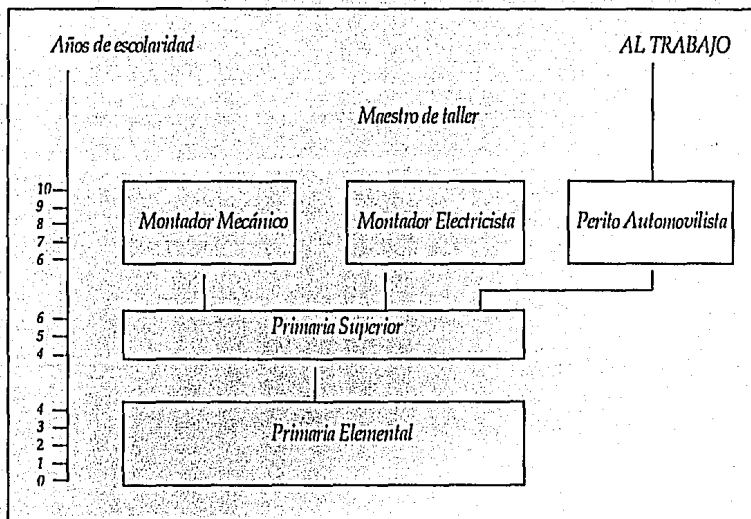 Años de escolaridad
AL TRABAJO
Maestro de taller
10
9
8
7
6
Montador Mecánico
Montador Electricista
Perito Automovilista
6
5
4
Primaria Superior
4
3
2
1
0
Primaria Elemental